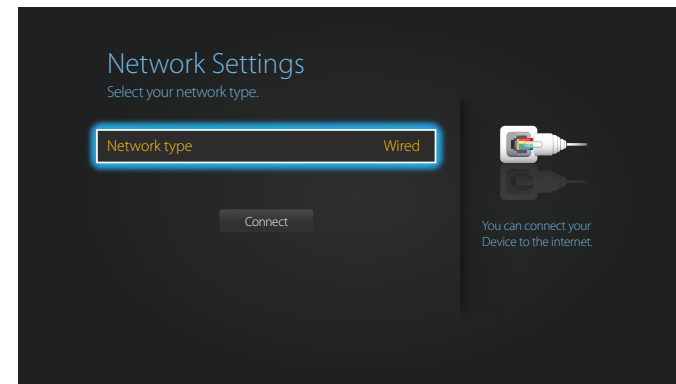 Network Settings
Select your network type.
Network type Wired
Connect
You can connect your
Device to the internet.